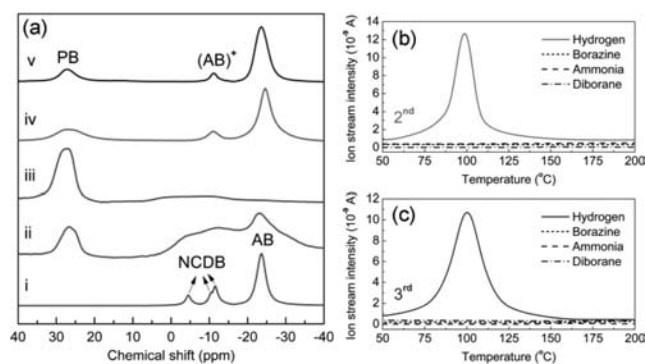 (a)
PB
(AB)+
v
iv
iii
ii
i
NCDB
AB
40 30 20 10 0 -10 -20 -30 -40
Chemical shift (ppm)
(b)
Ion stream intensity (10-9 A)
14
12
10
8
6
4
2
0
Hydrogen
Borazine
Ammonia
Diborane
2nd
50 75 100 125 150 175 200
Temperature (oC)
(c)
Ion stream intensity (10-9 A)
12
10
8
6
4
2
0
Hydrogen
Borazine
Ammonia
Diborane
3rd
50 75 100 125 150 175 200
Temperature (oC)